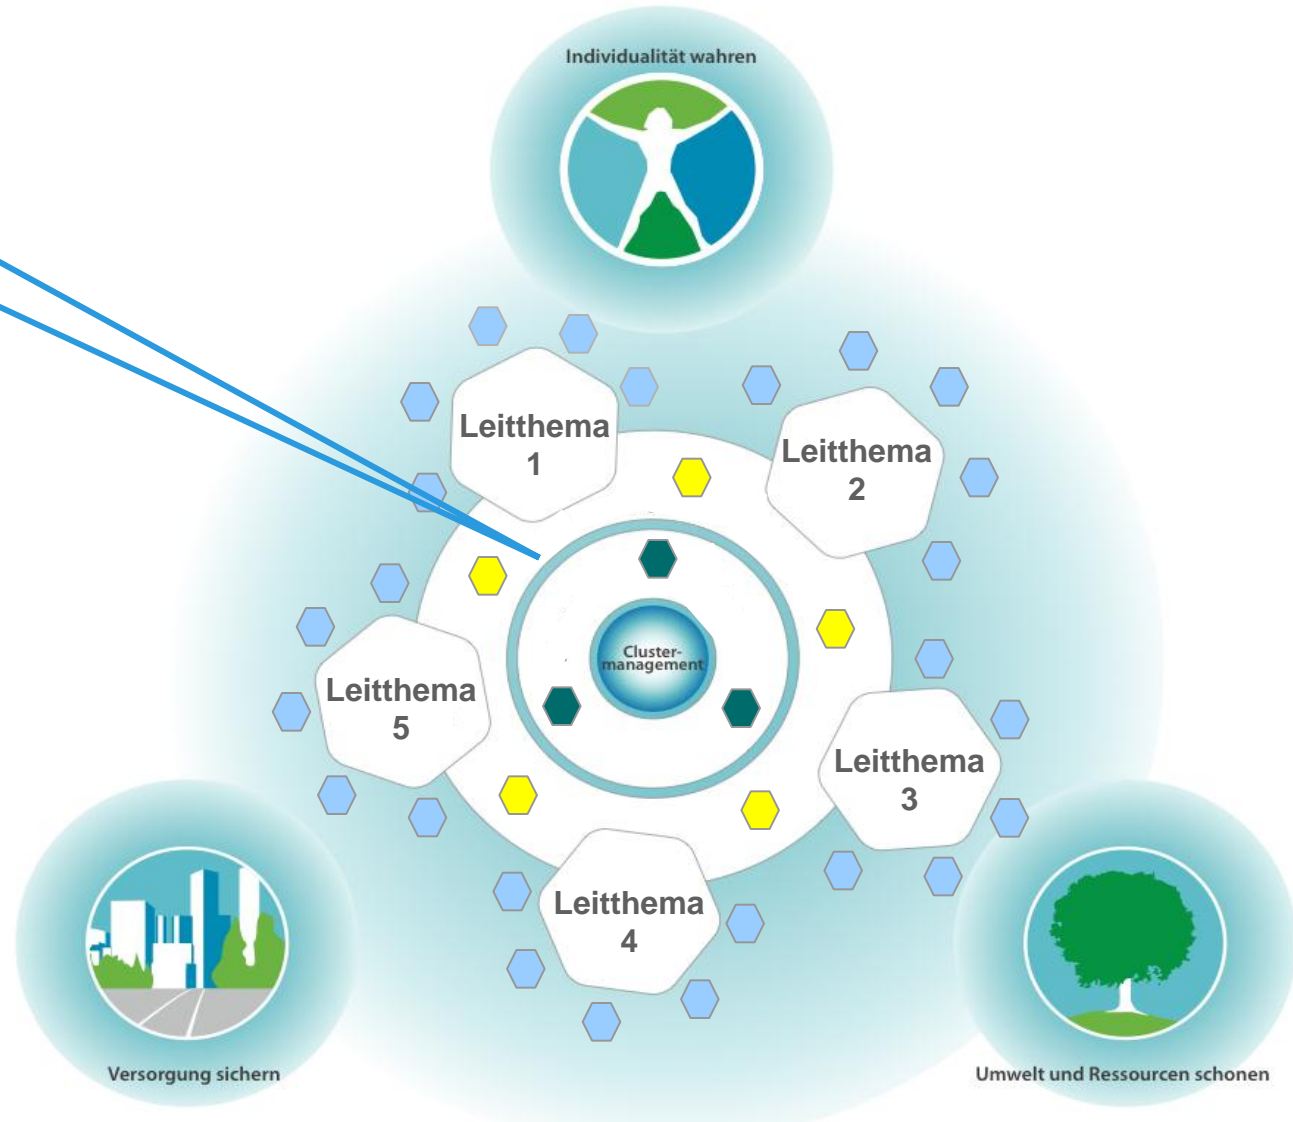 Individualität wahren
Leitthema
1
Leitthema
2
Cluster-
management
Leitthema
5
Leitthema
3
Leitthema
4
Versorgung sichern
Umwelt und Ressourcen schonen